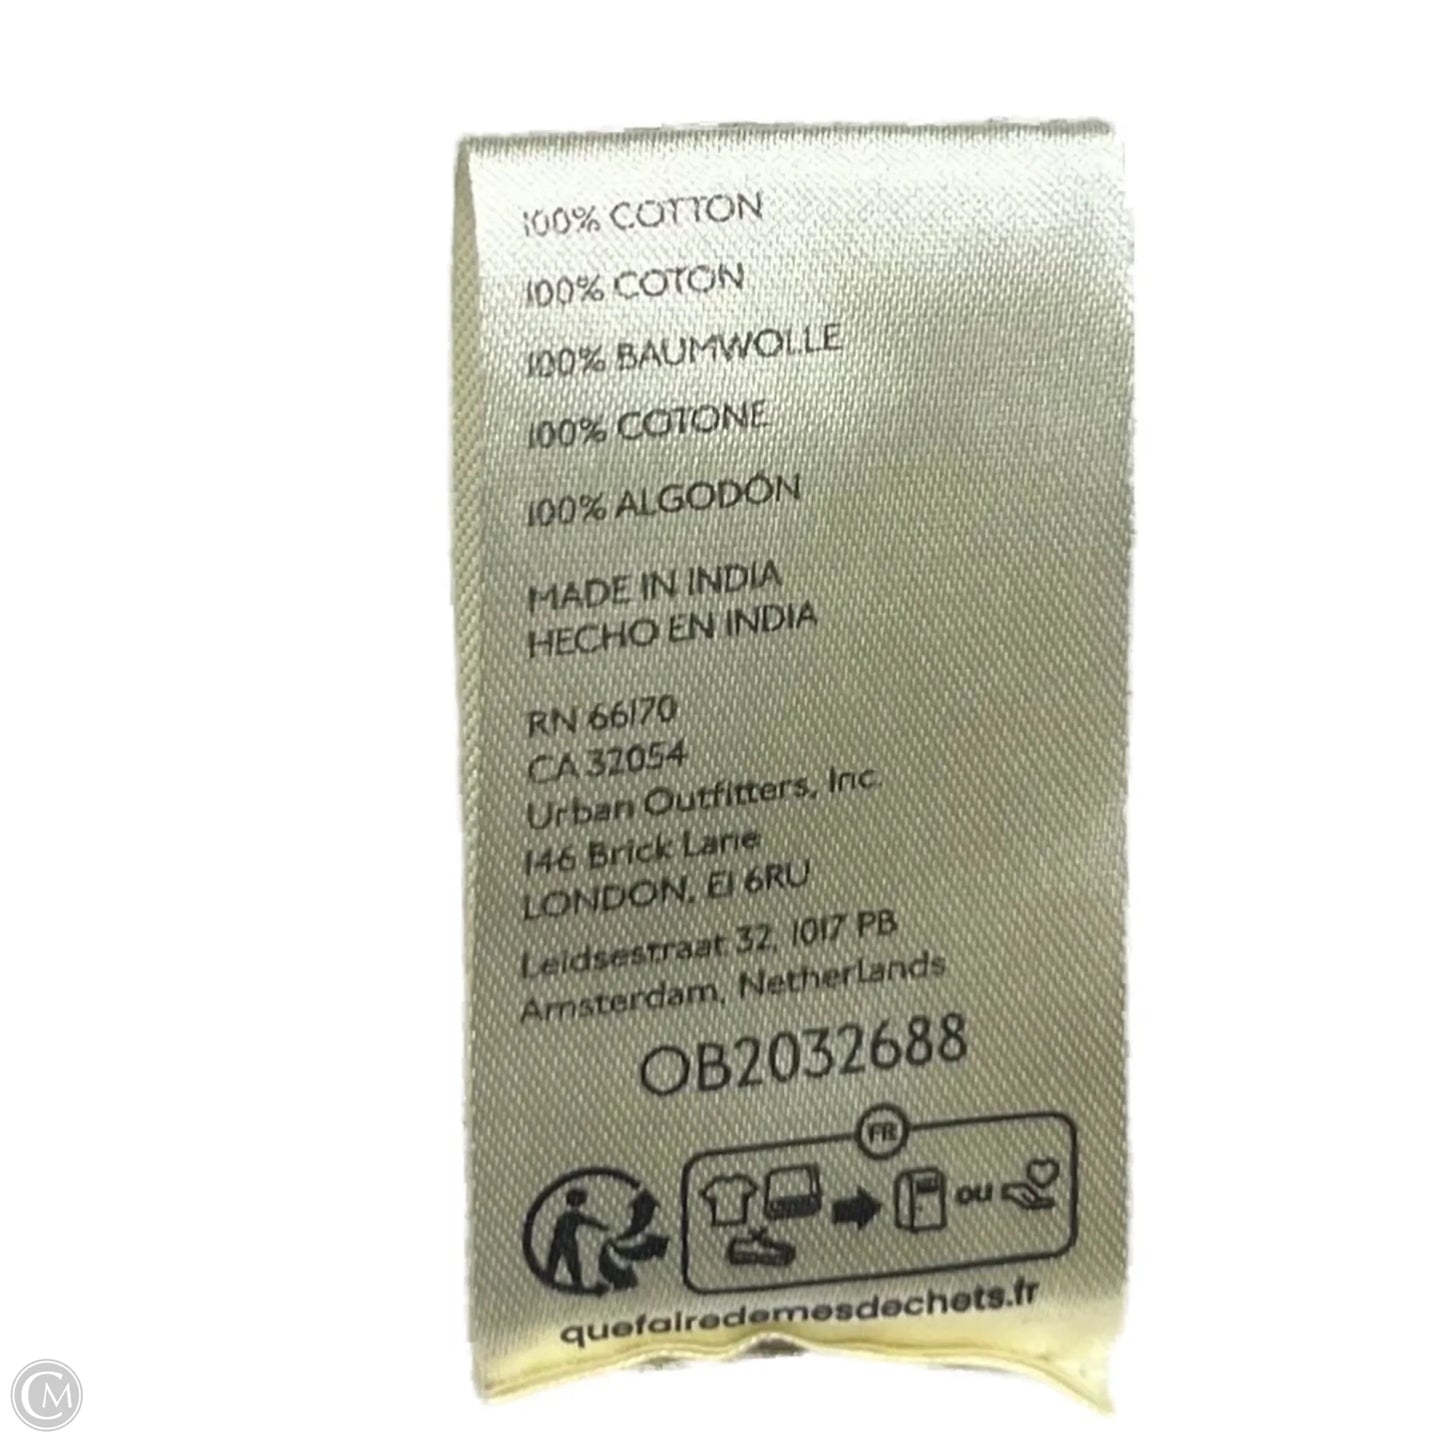 100% COTTON
100% COTON
100% BAUMWOLLE
100% COTONE
100% ALGODÓN
MADE IN INDIA
HECHO EN INDIA
RN 66170
CA 32054
Urban Outfitters, Inc.
146 Brick Lane
LONDON, E1 6RU
Leidsestraat 32, 1017 PB
Amsterdam, Netherlands
OB2032688
FR
ou
quefairedemesdechets.fr
CM